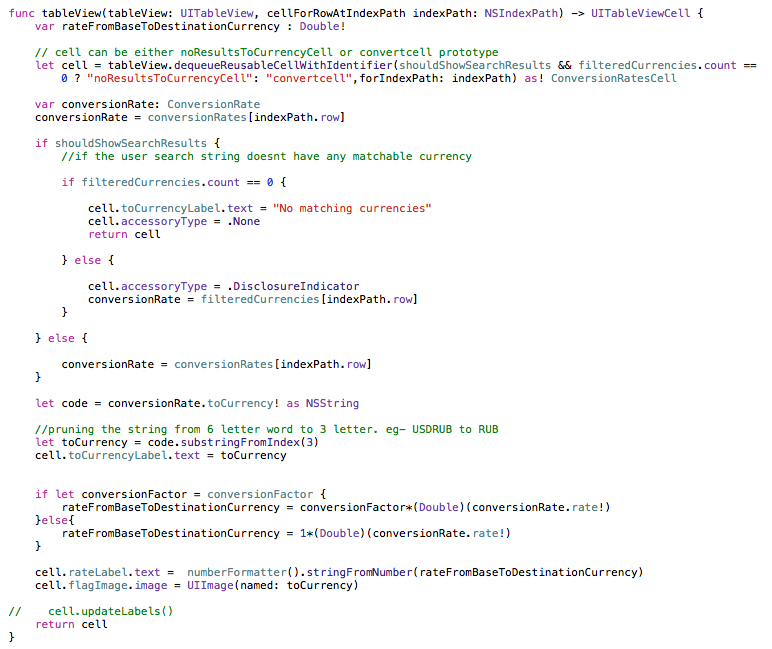 func tableView(tableView: UITableView, cellForRowAtIndexPath indexPath: NSIndexPath) -> UITableViewCell {
    var rateFromBaseToDestinationCurrency : Double!

    // cell can be either noResultsToCurrencyCell or convertcell prototype
    let cell = tableView.dequeueReusableCellWithIdentifier(shouldShowSearchResults && filteredCurrencies.count ==
        0 ? "noResultsToCurrencyCell": "convertcell",forIndexPath: indexPath) as! ConversionRatesCell

    var conversionRate: ConversionRate
    conversionRate = conversionRates[indexPath.row]

    if shouldShowSearchResults {
        //if the user search string doesnt have any matchable currency

        if filteredCurrencies.count == 0 {

            cell.toCurrencyLabel.text = "No matching currencies"
            cell.accessoryType = .None
            return cell

        } else {

            cell.accessoryType = .DisclosureIndicator
            conversionRate = filteredCurrencies[indexPath.row]
        }

    } else {

        conversionRate = conversionRates[indexPath.row]
    }

    let code = conversionRate.toCurrency! as NSString

    //pruning the string from 6 letter word to 3 letter. eg- USDRUB to RUB
    let toCurrency = code.substringFromIndex(3)
    cell.toCurrencyLabel.text = toCurrency


    if let conversionFactor = conversionFactor {
        rateFromBaseToDestinationCurrency = conversionFactor*(Double)(conversionRate.rate!)
    }else{
        rateFromBaseToDestinationCurrency = 1*(Double)(conversionRate.rate!)
    }

    cell.rateLabel.text =  numberFormatter().stringFromNumber(rateFromBaseToDestinationCurrency)
    cell.flagImage.image = UIImage(named: toCurrency)

//    cell.updateLabels()
    return cell
}